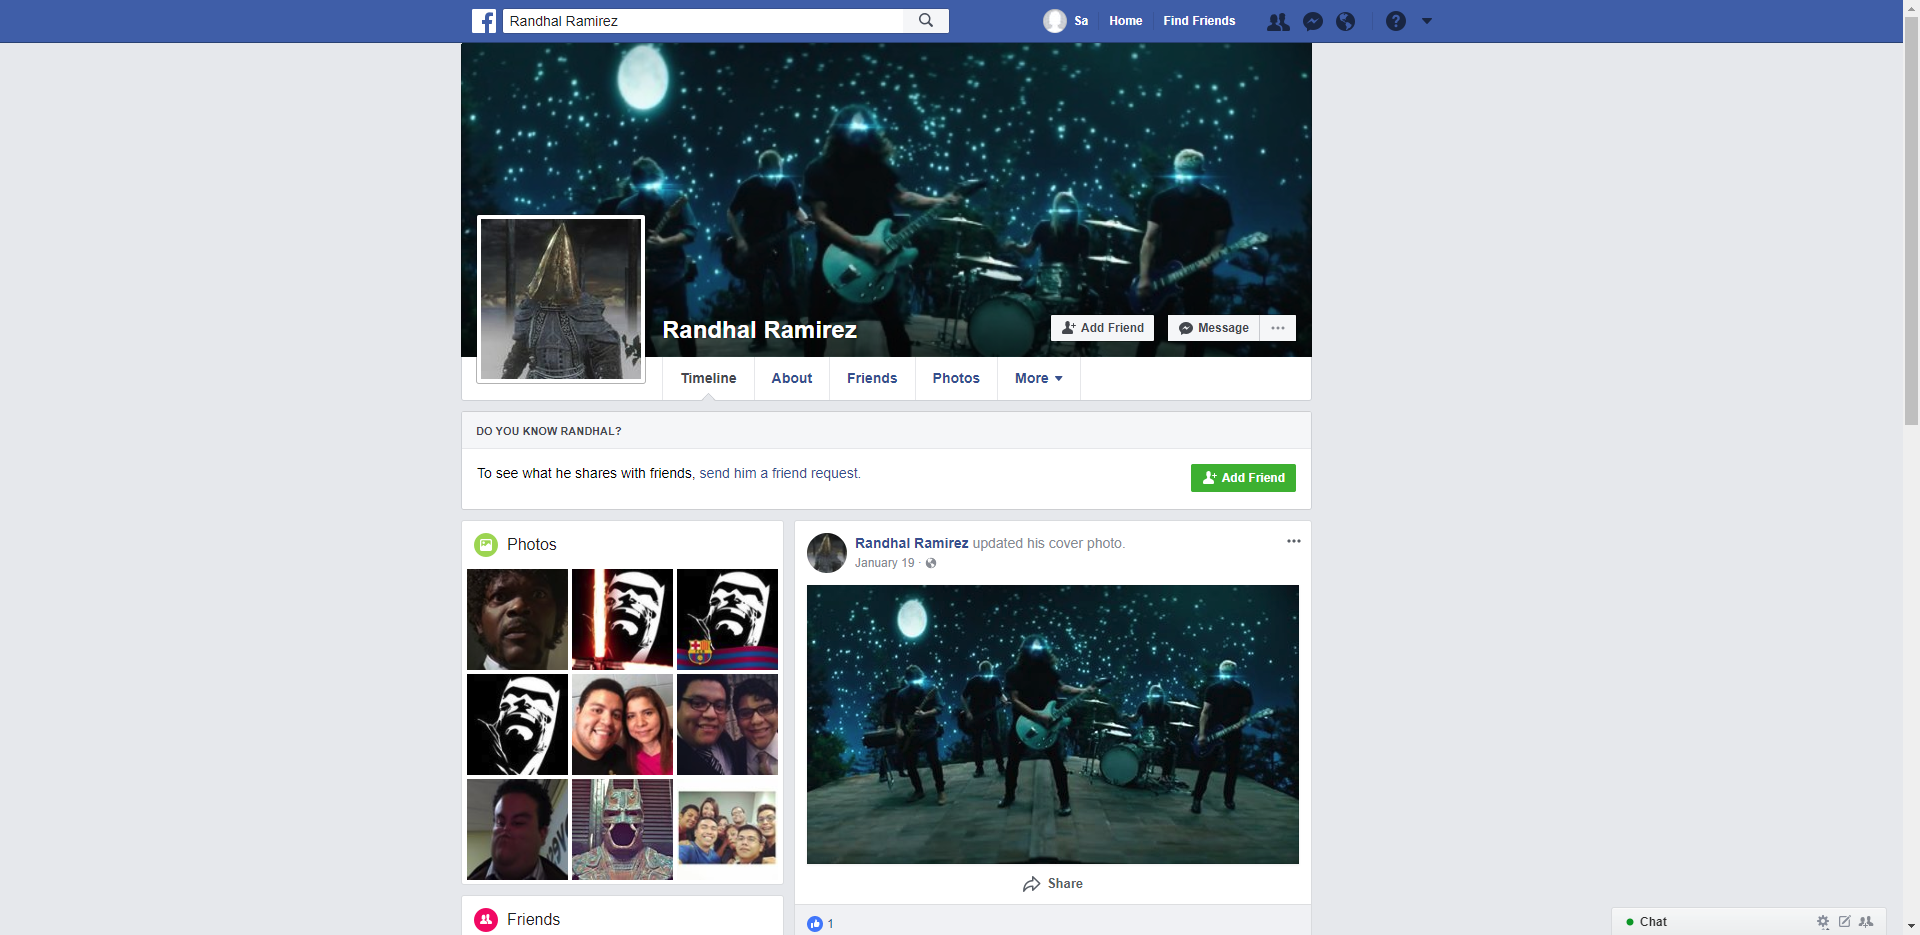 Randhal Ramirez
Sa Home Find Friends
Randhal Ramirez
Add Friend
Message
Timeline About Friends Photos More
DO YOU KNOW RANDHAL?
To see what he shares with friends, send him a friend request.
Add Friend
Photos
Friends
Randhal Ramirez updated his cover photo.
January 19 ·
Share
1
Chat